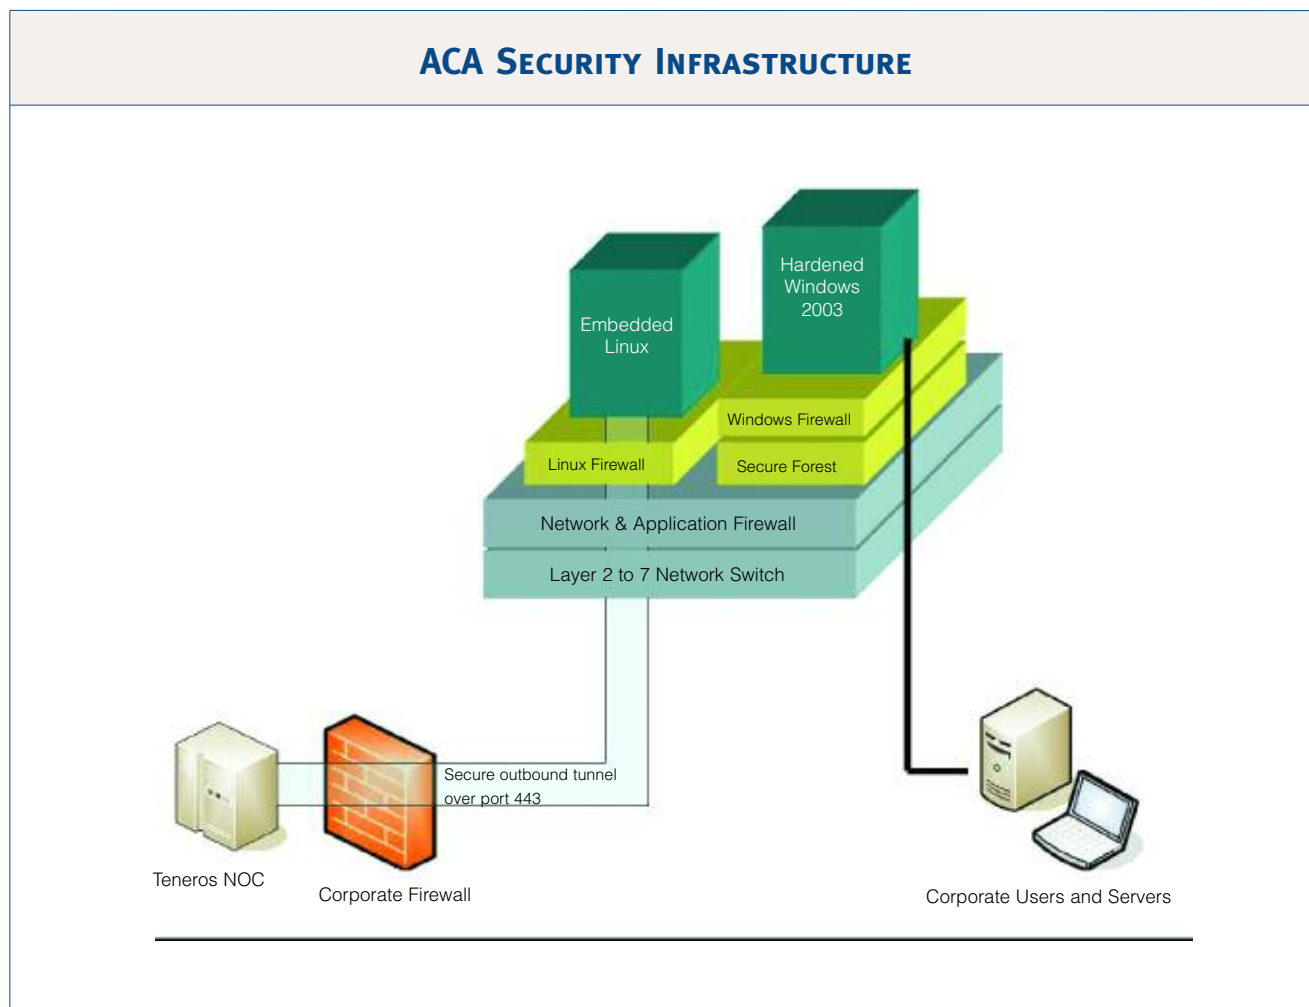 ACA SECURITY INFRASTRUCTURE
Hardened
Windows
2003
Embedded
Linux
Windows Firewall
Linux Firewall
Secure Forest
Network & Application Firewall
Layer 2 to 7 Network Switch
Secure outbound tunnel
over port 443
Teneros NOC
Corporate Firewall
Corporate Users and Servers